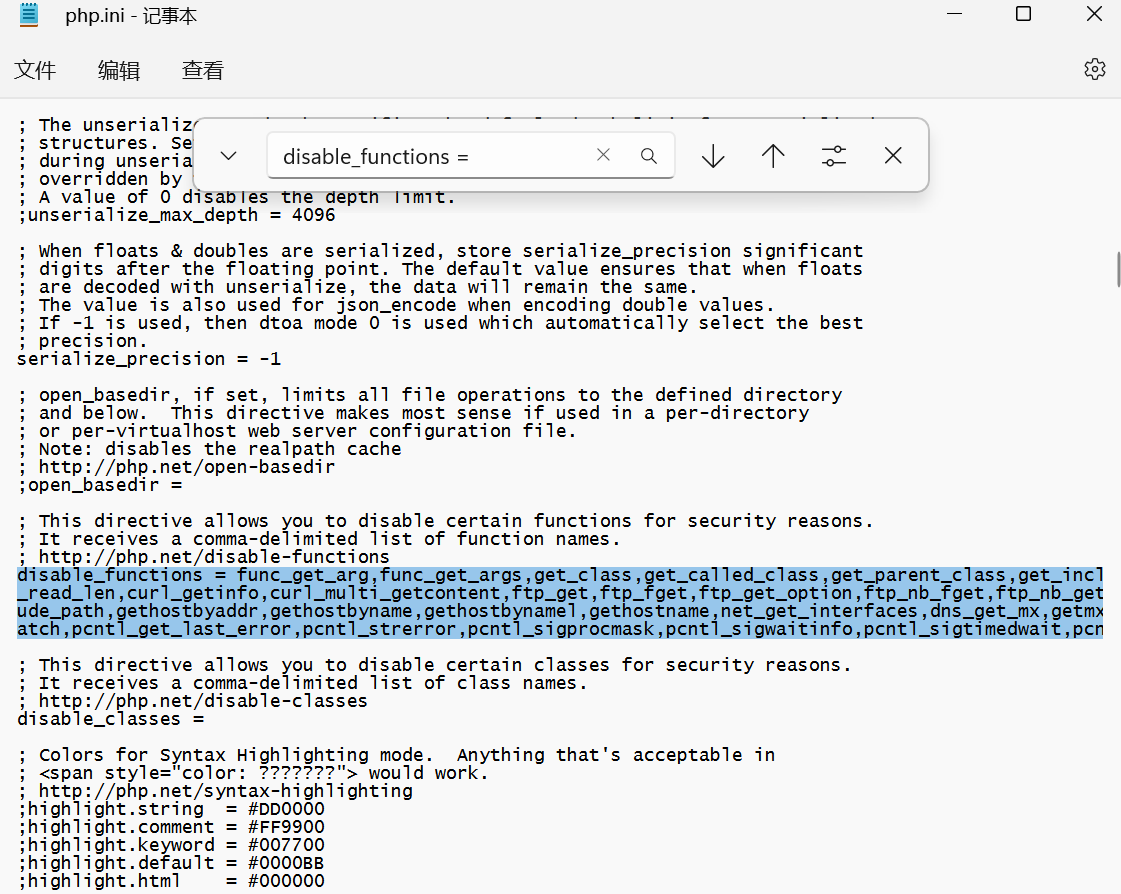 php.ini - 记事本
文件 编辑 查看
; The unserialize
; structures. Se
; during unseria
; overridden by
disable_functions =
; A value of 0 disables the depth limit.
;unserialize_max_depth = 4096
; When floats & doubles are serialized, store serialize_precision significant
; digits after the floating point. The default value ensures that when floats
; are decoded with unserialize, the data will remain the same.
; The value is also used for json_encode when encoding double values.
; If -1 is used, then dtoa mode 0 is used which automatically select the best
; precision.
serialize_precision = -1
; open_basedir, if set, limits all file operations to the defined directory
; and below.  This directive makes most sense if used in a per-directory
; or per-virtualhost web server configuration file.
; Note: disables the realpath cache
; http://php.net/open-basedir
;open_basedir =
; This directive allows you to disable certain functions for security reasons.
; It receives a comma-delimited list of function names.
; http://php.net/disable-functions
disable_functions = func_get_arg,func_get_args,get_class,get_called_class,get_parent_class,get_incl
_read_len,curl_getinfo,curl_multi_getcontent,ftp_get,ftp_fget,ftp_get_option,ftp_nb_fget,ftp_nb_get
ude_path,gethostbyaddr,gethostbyname,gethostbynamel,gethostname,net_get_interfaces,dns_get_mx,getmx
atch,pcntl_get_last_error,pcntl_strerror,pcntl_sigprocmask,pcntl_sigwaitinfo,pcntl_sigtimedwait,pcn
; This directive allows you to disable certain classes for security reasons.
; It receives a comma-delimited list of class names.
; http://php.net/disable-classes
disable_classes =
; Colors for Syntax Highlighting mode.  Anything that's acceptable in
; <span style="color: ???????"> would work.
; http://php.net/syntax-highlighting
;highlight.string  = #DD0000
;highlight.comment = #FF9900
;highlight.keyword = #007700
;highlight.default = #0000BB
;highlight.html    = #000000